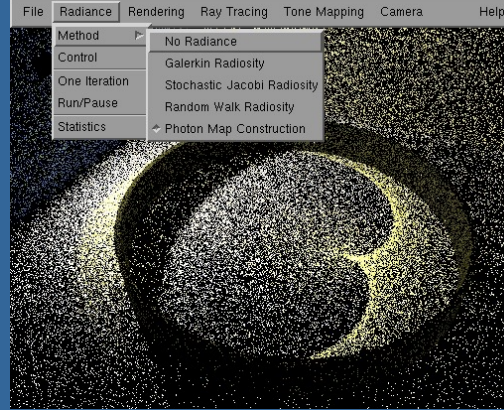 File Radiance Rendering Ray Tracing Tone Mapping Camera Help
Method
Control
One Iteration
Run/Pause
Statistics
No Radiance
Galerkin Radiosity
Stochastic Jacobi Radiosity
Random Walk Radiosity
Photon Map Construction